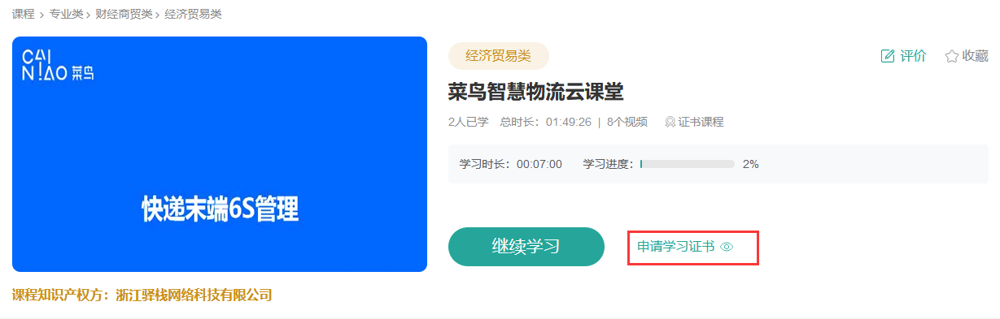 课程 > 专业类 > 财经商贸类 > 经济贸易类
CAI
NIAO 菜鸟
快递末端6S管理
课程知识产权方：浙江驿栈网络科技有限公司
经济贸易类
评价 收藏
菜鸟智慧物流云课堂
2人已学 总时长：01:49:26 | 8个视频 证书课程
学习时长：00:07:00 学习进度： 2%
继续学习 申请学习证书